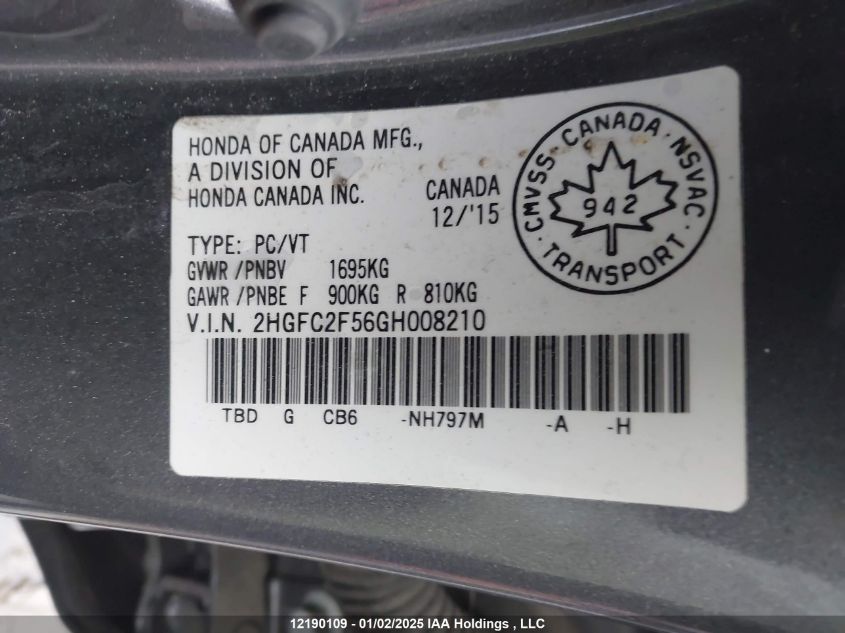 HONDA OF CANADA MFG.,
A DIVISION OF
HONDA CANADA INC.
CANADA
12/'15
CMVSS · CANADA · NSVAC
942
· TRANSPORT ·
TYPE: PC/VT
GVWR /PNBV 1695KG
GAWR /PNBE F 900KG R 810KG
V.I.N. 2HGFC2F56GH008210
TBD G CB6 -NH797M -A -H
12190109 - 01/02/2025 IAA Holdings , LLC